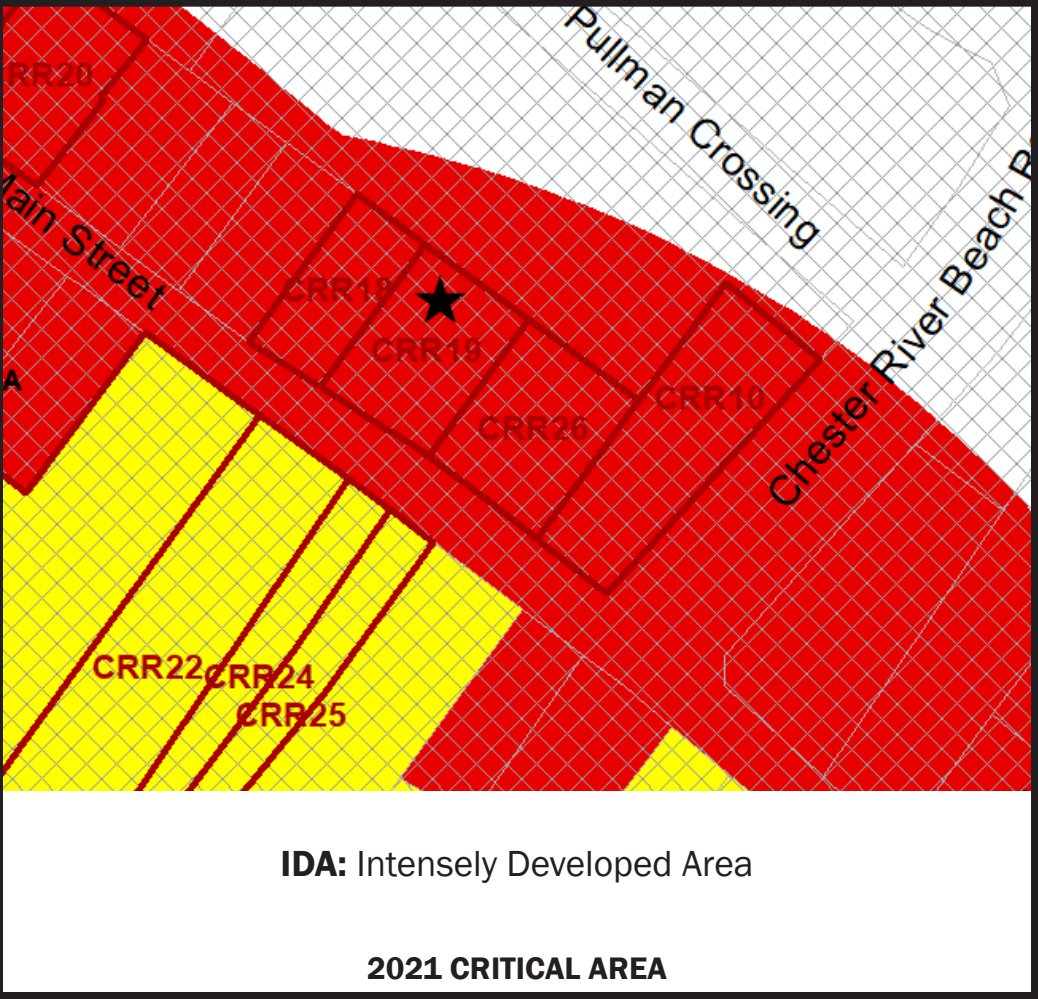 RR20
Pullman Crossing
Main Street
CRR18
CRR19
CRR10
CRR26
Chester River Beach R
A
CRR22
CRR24
CRR25
IDA: Intensely Developed Area
2021 CRITICAL AREA